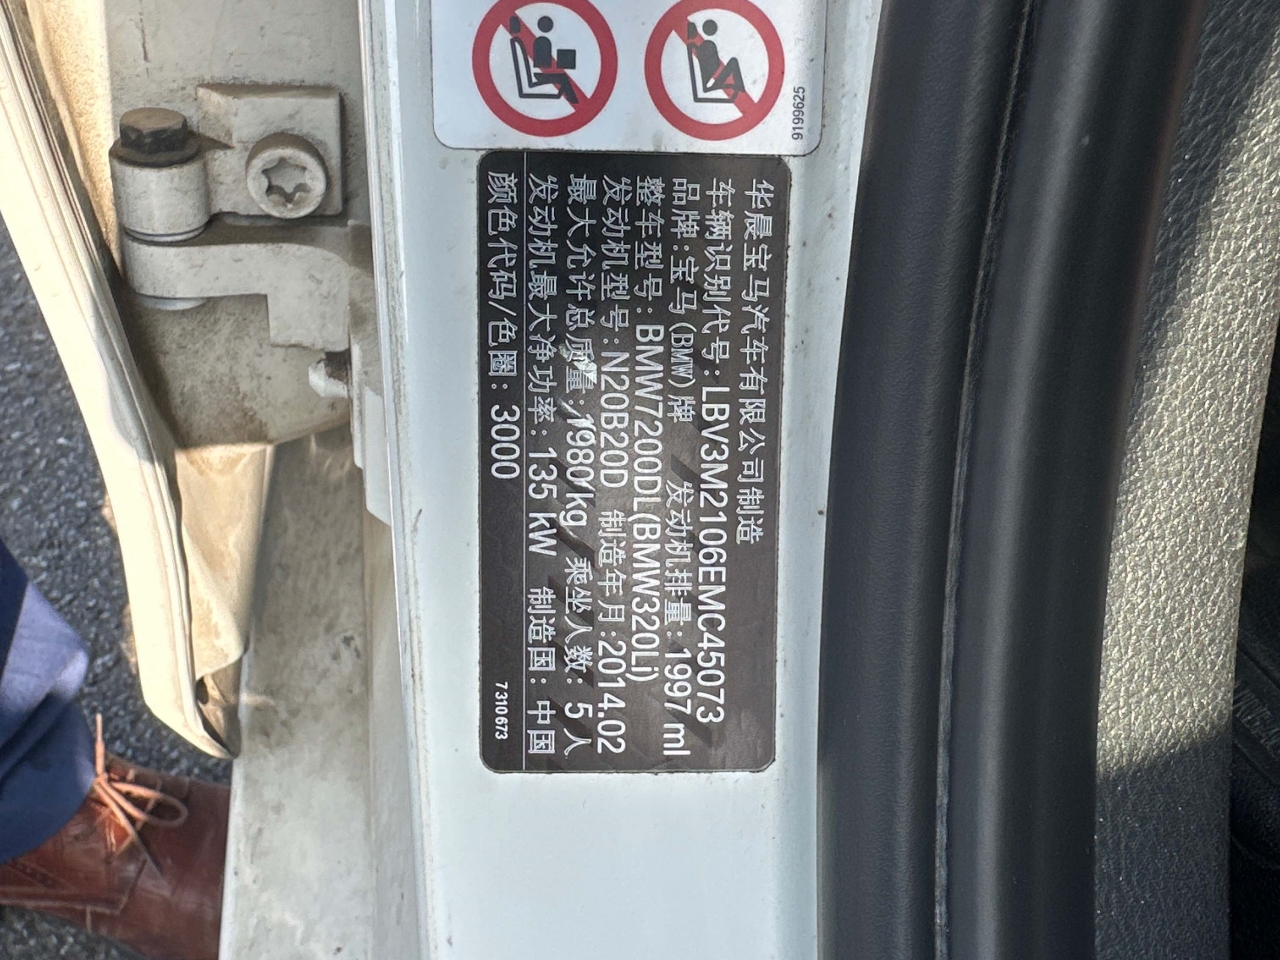 9199625
华晨宝马汽车有限公司制造
车辆识别代号: LBV3M2106EMC45073
品牌:宝马(BMW)牌 发动机排量:1997 ml
整车型号: BMW7200DL(BMW320Li)
发动机型号: N20B20D 制造年月:2014.02
最大允许总质量: 1980 kg 乘坐人数: 5 人
发动机最大净功率: 135 kW 制造国: 中国
颜色代码/色圈: 3000
7310673